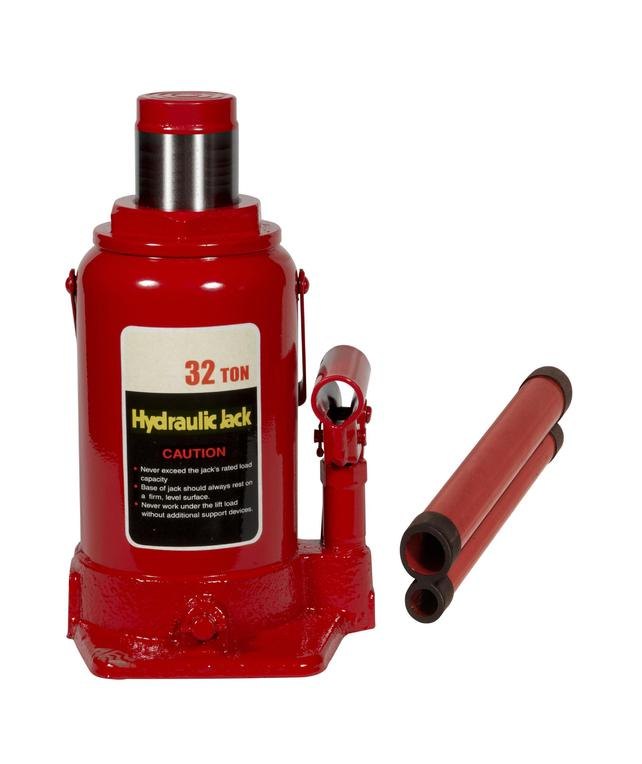 32 TON
Hydraulic Jack
CAUTION
• Never exceed the jack's rated load
capacity
• Base of jack should always rest on
a firm, level surface.
• Never work under the lift load
without additional support devices.